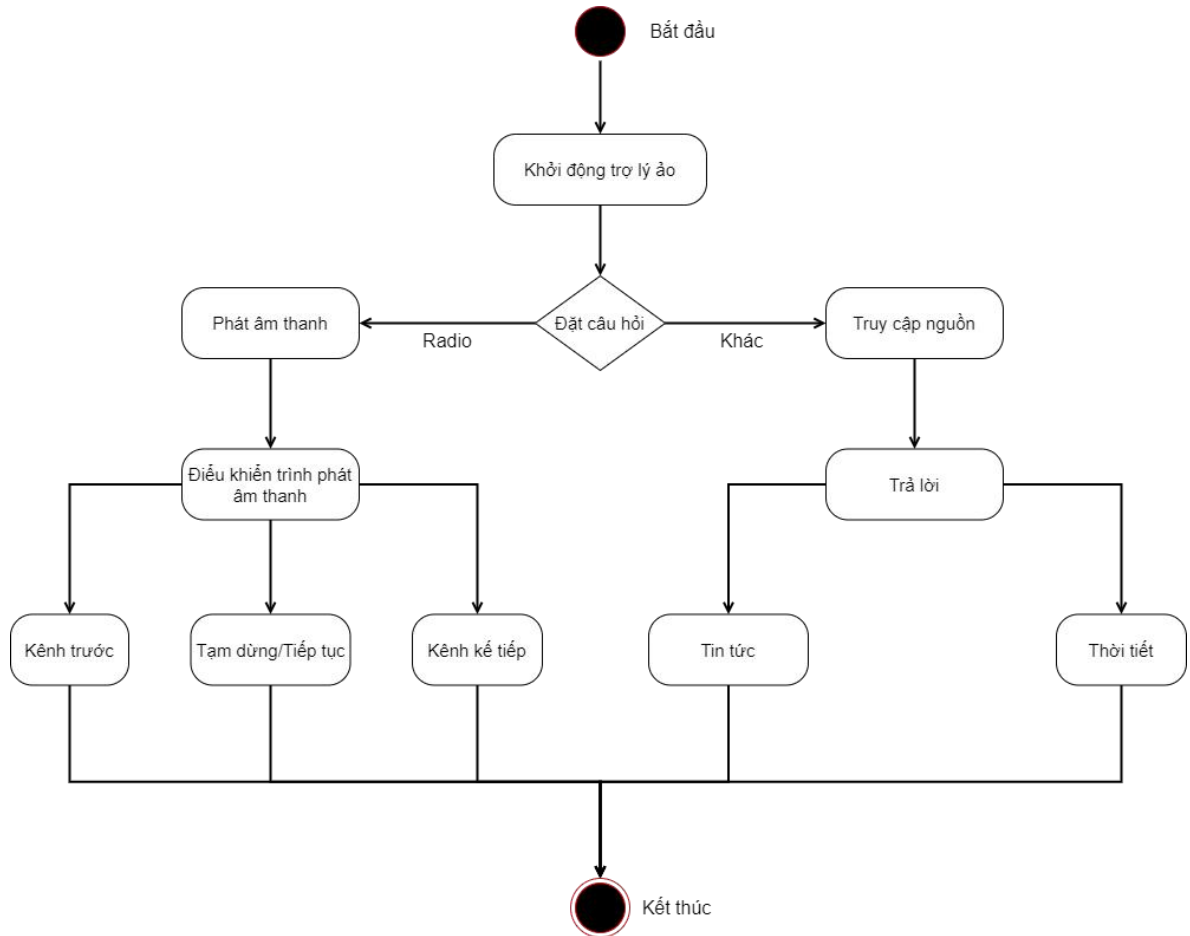 Bắt đầu
Khởi động trợ lý ảo
Phát âm thanh
Radio
Đặt câu hỏi
Khác
Truy cập nguồn
Điểu khiển trình phát
âm thanh
Trả lời
Kênh trước
Tạm dừng/Tiếp tục
Kênh kế tiếp
Tin tức
Thời tiết
Kết thúc